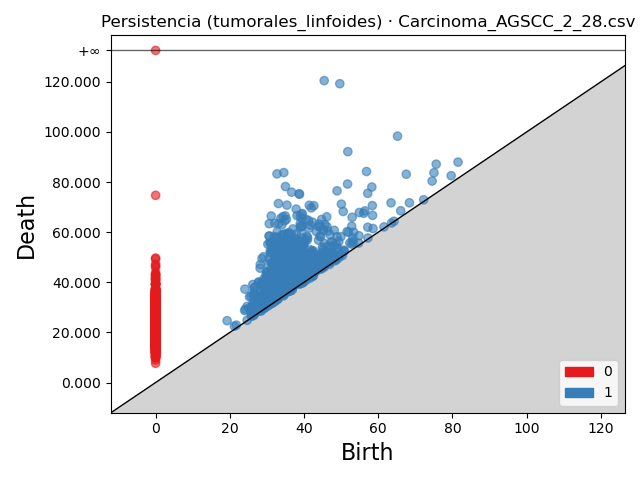 Persistencia (tumorales_linfoides) · Carcinoma_AGSCC_2_28.csv
+∞
120.000
100.000
80.000
60.000
40.000
20.000
0.000
Death
0 20 40 60 80 100 120
Birth
0
1